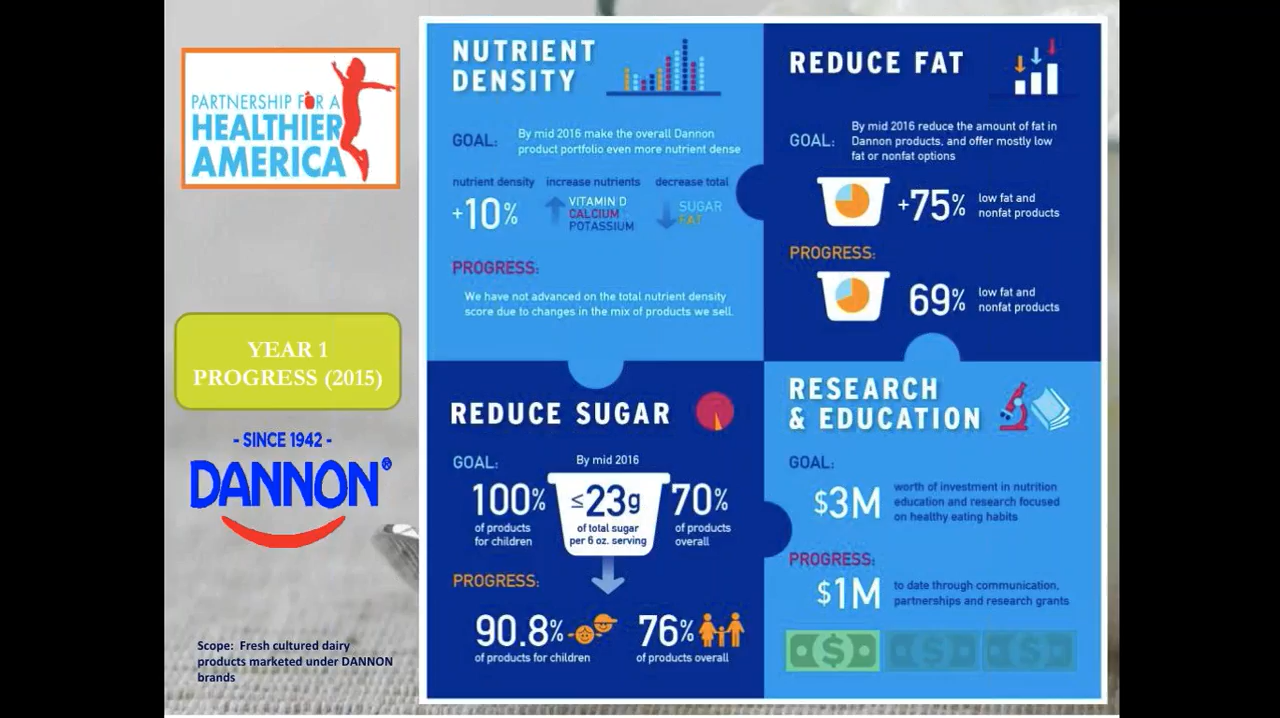 PARTNERSHIP FOR A
HEALTHIER
AMERICA
YEAR 1
PROGRESS (2015)
- SINCE 1942 -
DANNON®
Scope: Fresh cultured dairy
products marketed under DANNON
brands
NUTRIENT
DENSITY
GOAL:
By mid 2016 make the overall Dannon
product portfolio even more nutrient dense
nutrient density
+10%
increase nutrients
VITAMIN D
CALCIUM
POTASSIUM
decrease total
SUGAR
FAT
PROGRESS:
We have not advanced on the total nutrient density
score due to changes in the mix of products we sell.
REDUCE FAT
GOAL:
By mid 2016 reduce the amount of fat in
Dannon products, and offer mostly low
fat or nonfat options
+75%
low fat and
nonfat products
PROGRESS:
69%
low fat and
nonfat products
REDUCE SUGAR
GOAL:
By mid 2016
100%
of products
for children
≤23g
of total sugar
per 6 oz. serving
70%
of products
overall
PROGRESS:
90.8%
of products for children
76%
of products overall
RESEARCH
& EDUCATION
GOAL:
$3M
worth of investment in nutrition
education and research focused
on healthy eating habits
PROGRESS:
$1M
to date through communication,
partnerships and research grants
$ $ $